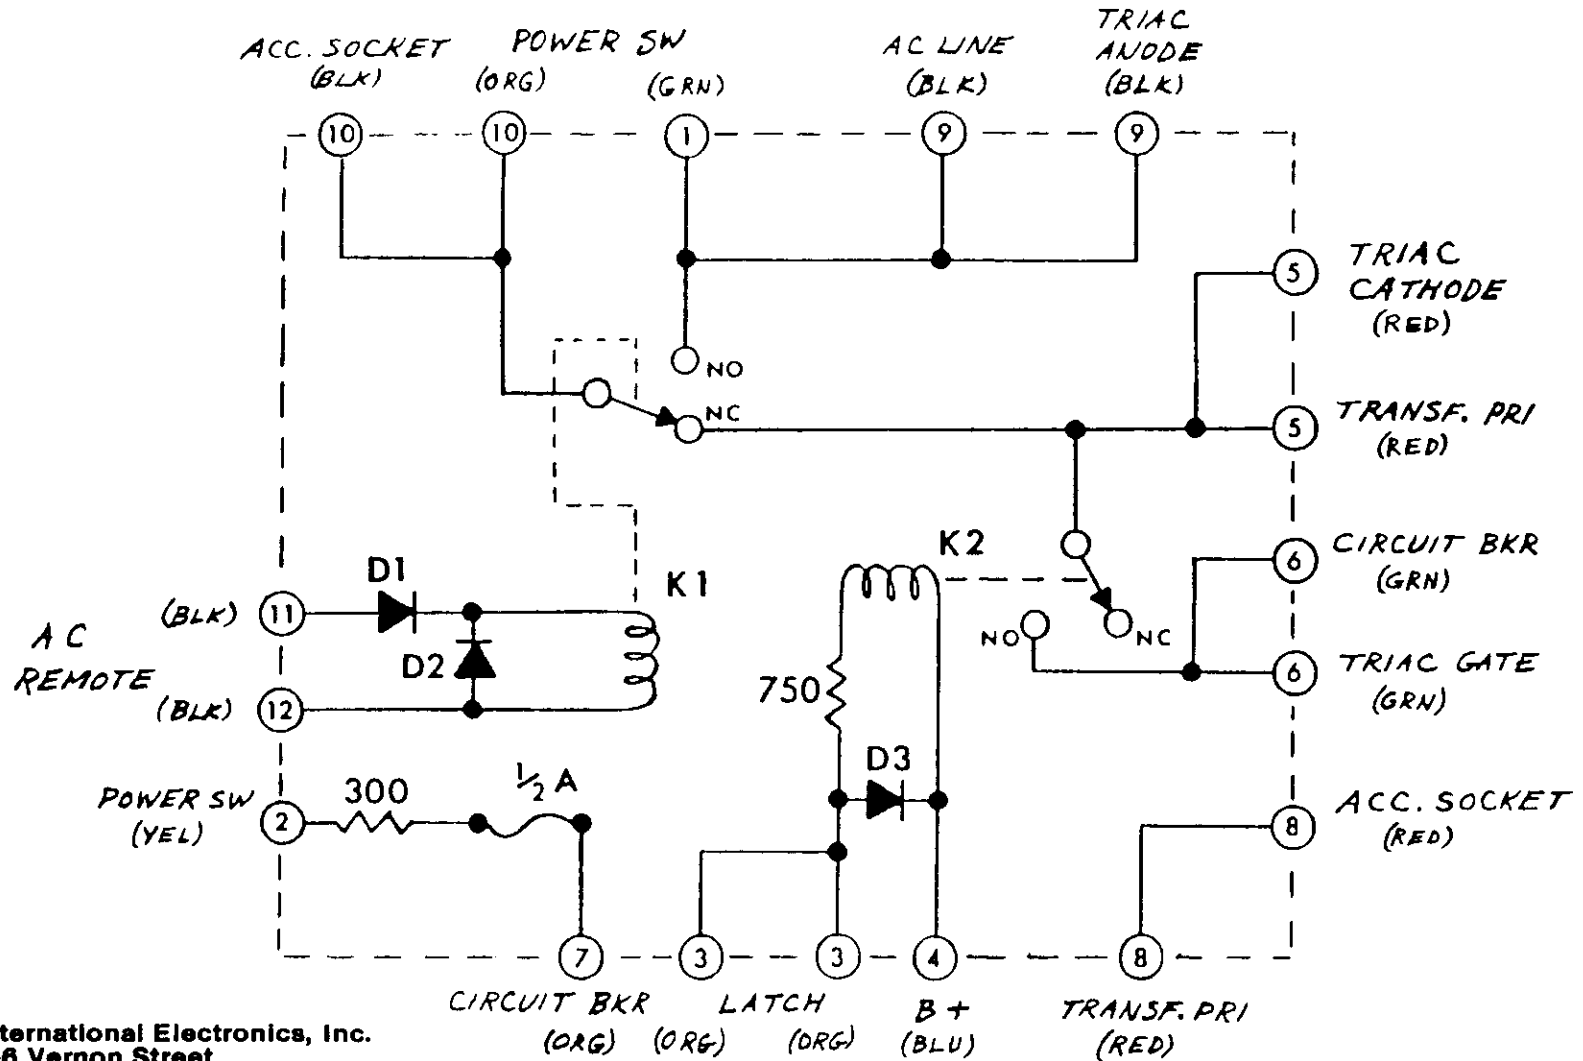 ACC. SOCKET
(BLK)
POWER SW
(ORG)
(GRN)
AC LINE
(BLK)
TRIAC
ANODE
(BLK)
10
10
1
9
9
5
TRIAC
CATHODE
(RED)
NO
NC
5
TRANSF. PRI
(RED)
K2
6
CIRCUIT BKR
(GRN)
D1
K1
AC
REMOTE
(BLK)
11
D2
NO
NC
750
6
TRIAC GATE
(GRN)
(BLK)
12
D3
POWER SW
(YEL)
2
300
1/2 A
8
ACC. SOCKET
(RED)
7
3
3
4
8
CIRCUIT BKR
(ORG)
LATCH
(ORG)
(ORG)
B+
(BLU)
TRANSF. PRI
(RED)
ternational Electronics, Inc.
6 Vernon Street